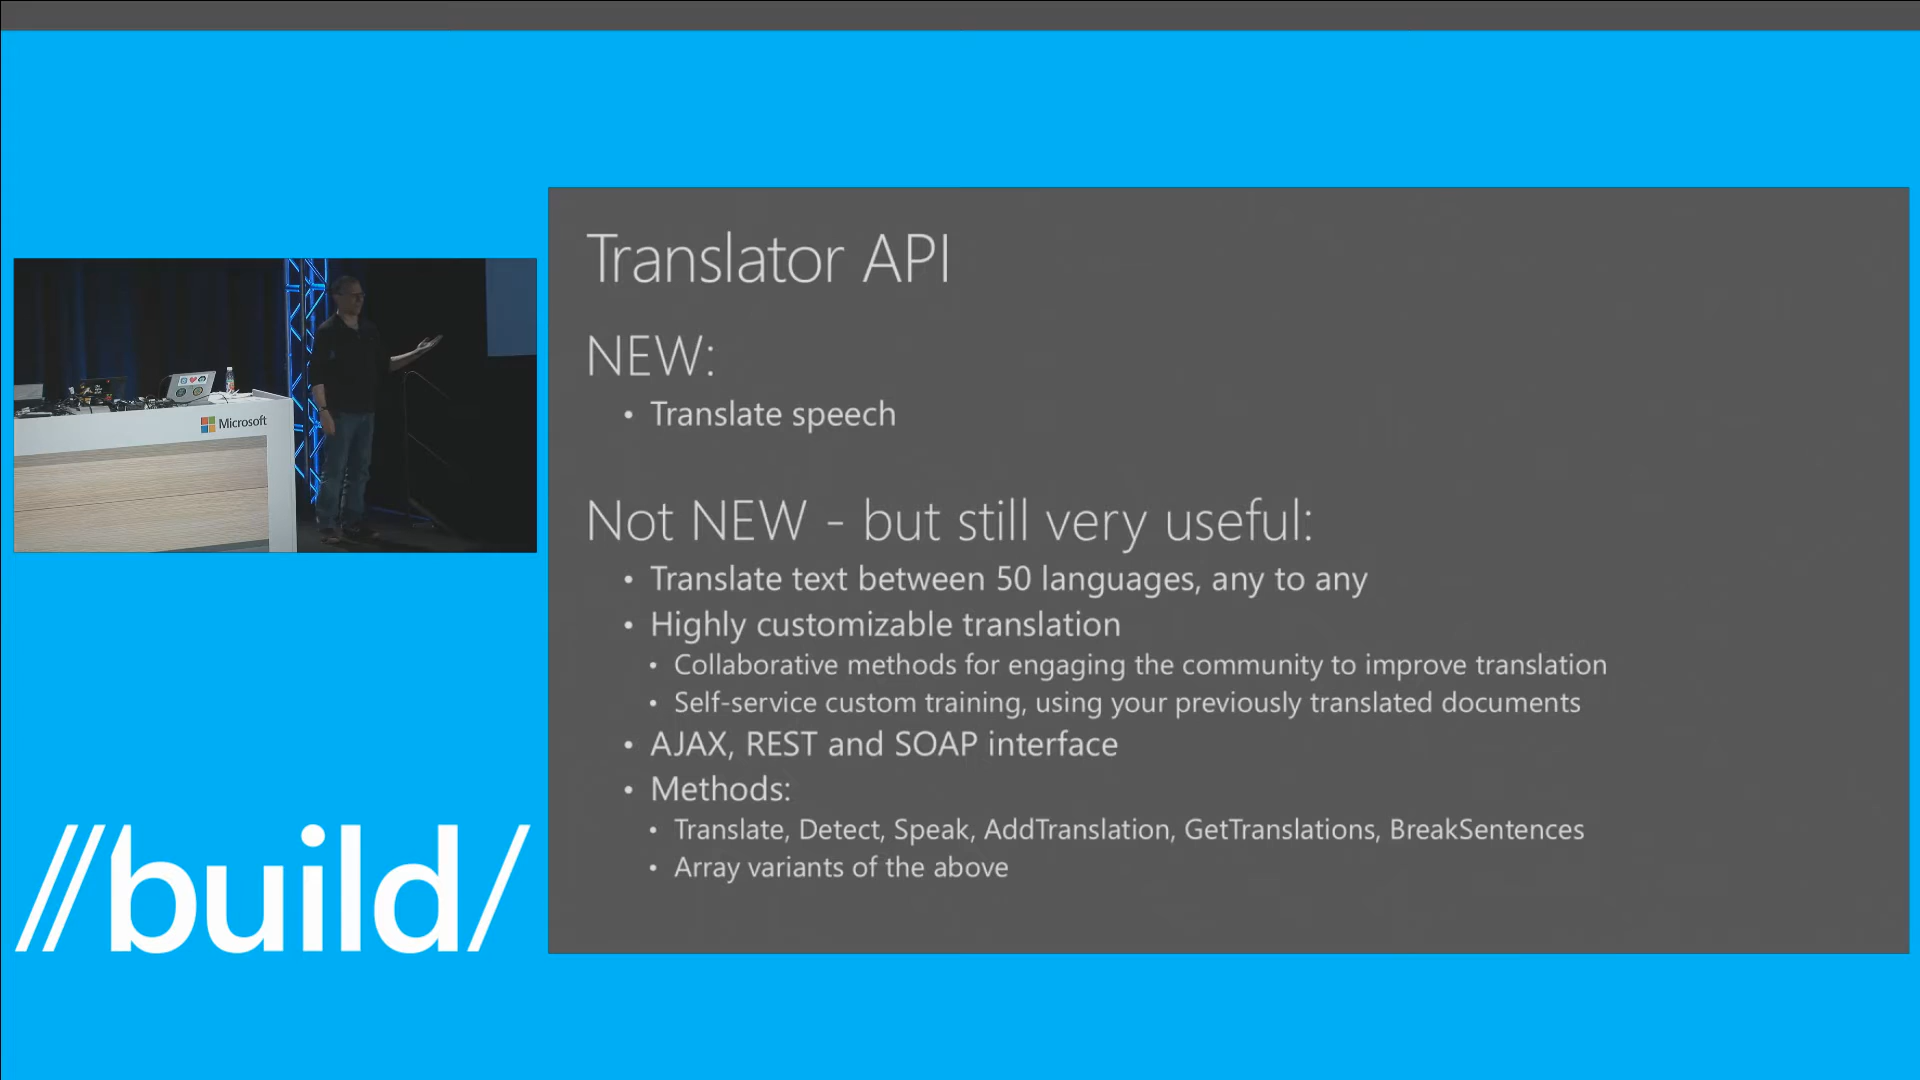 Translator API
NEW:
• Translate speech
Not NEW - but still very useful:
• Translate text between 50 languages, any to any
• Highly customizable translation
• Collaborative methods for engaging the community to improve translation
• Self-service custom training, using your previously translated documents
• AJAX, REST and SOAP interface
• Methods:
• Translate, Detect, Speak, AddTranslation, GetTranslations, BreakSentences
• Array variants of the above
Microsoft
//build/